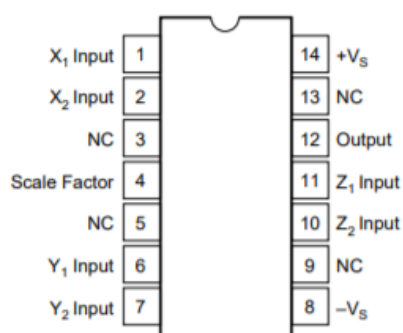 X1 Input 1 14 +VS
X2 Input 2 13 NC
NC 3 12 Output
Scale Factor 4 11 Z1 Input
NC 5 10 Z2 Input
Y1 Input 6 9 NC
Y2 Input 7 8 –VS